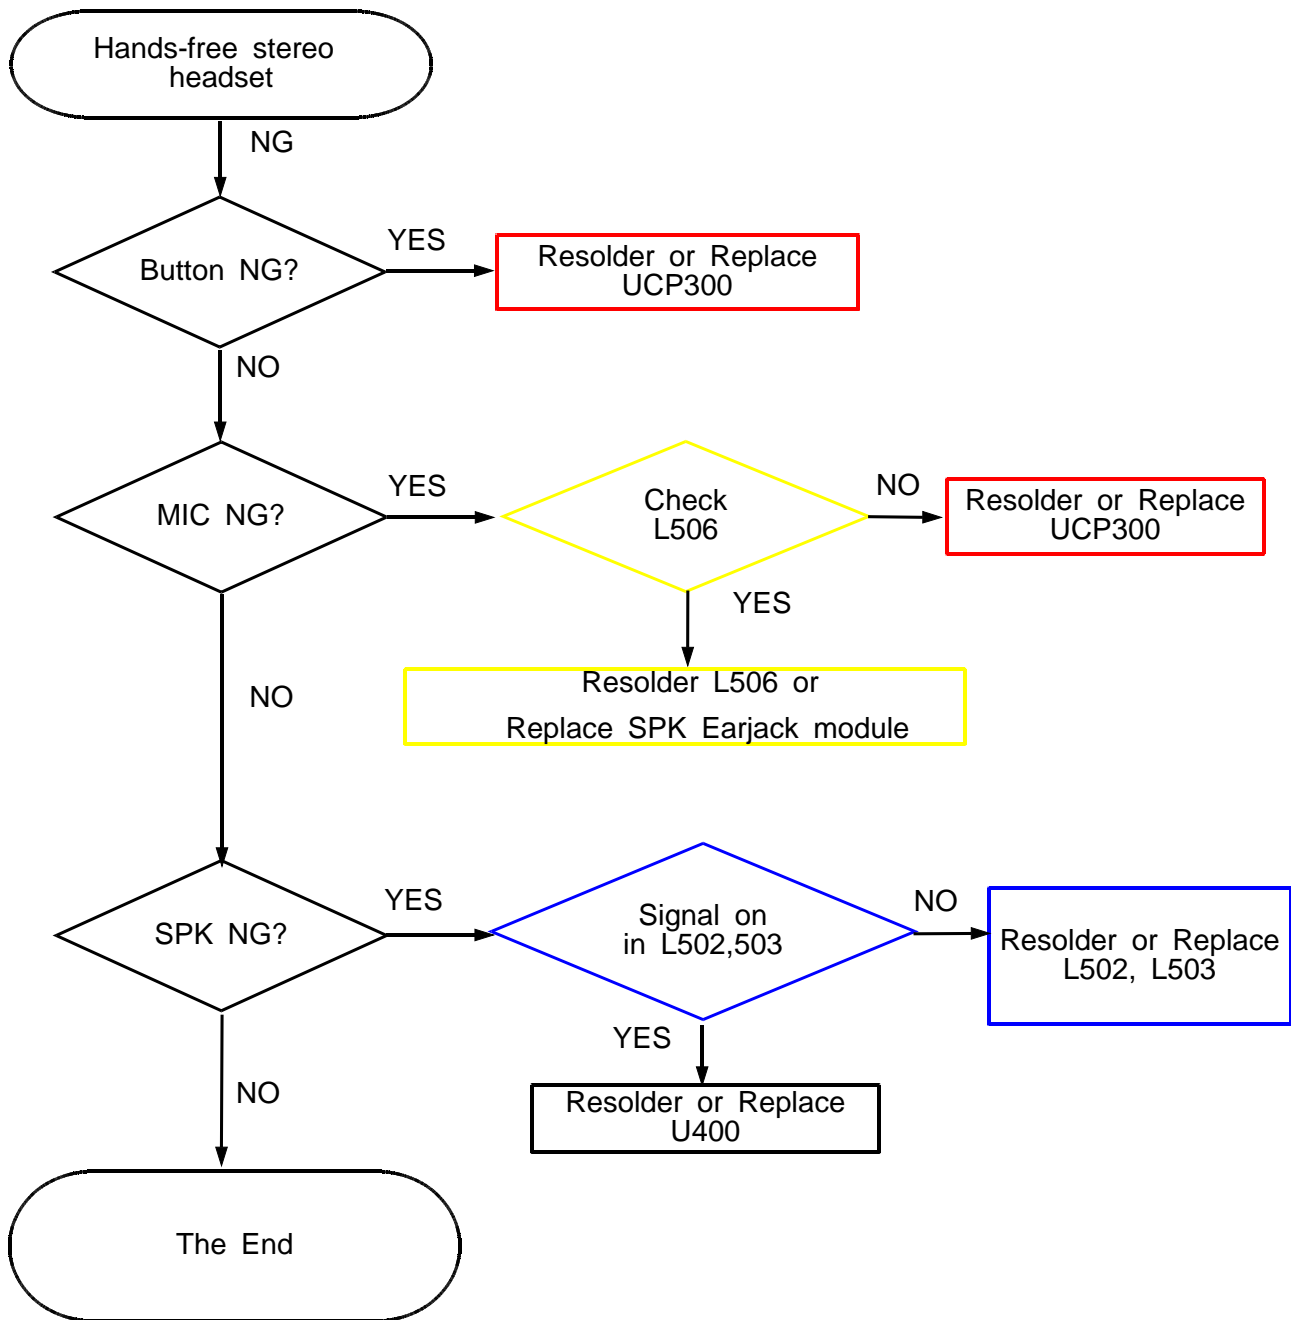 Hands-free stereo
headset
NG
Button NG?
YES
Resolder or Replace
UCP300
NO
MIC NG?
YES
Check
L506
NO
Resolder or Replace
UCP300
YES
Resolder L506 or
Replace SPK Earjack module
NO
SPK NG?
YES
Signal on
in L502,503
NO
Resolder or Replace
L502, L503
YES
Resolder or Replace
U400
NO
The End